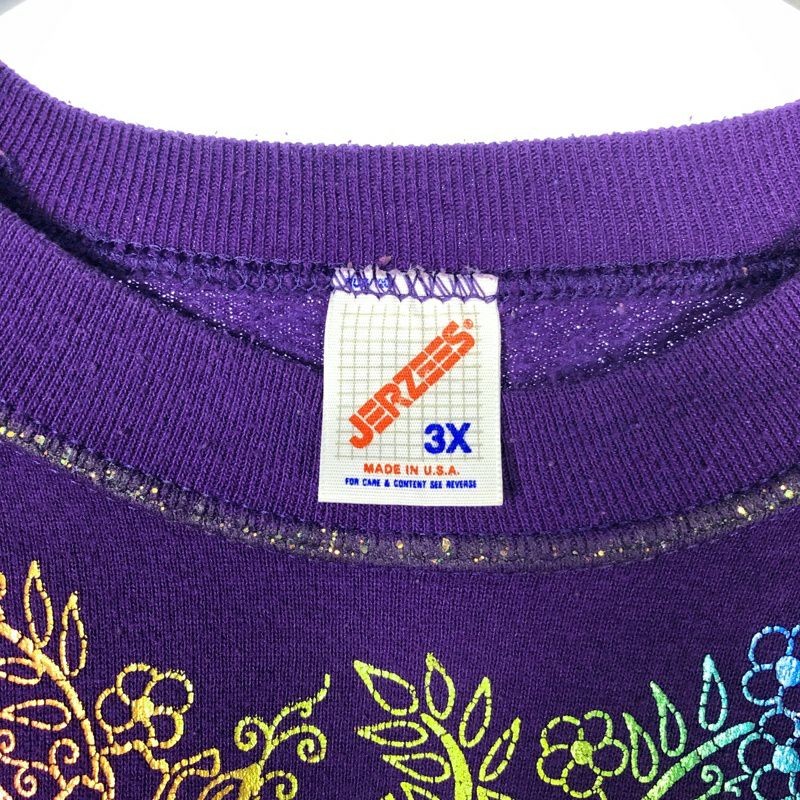 JERZEES®
3X
MADE IN U.S.A.
FOR CARE & CONTENT SEE REVERSE